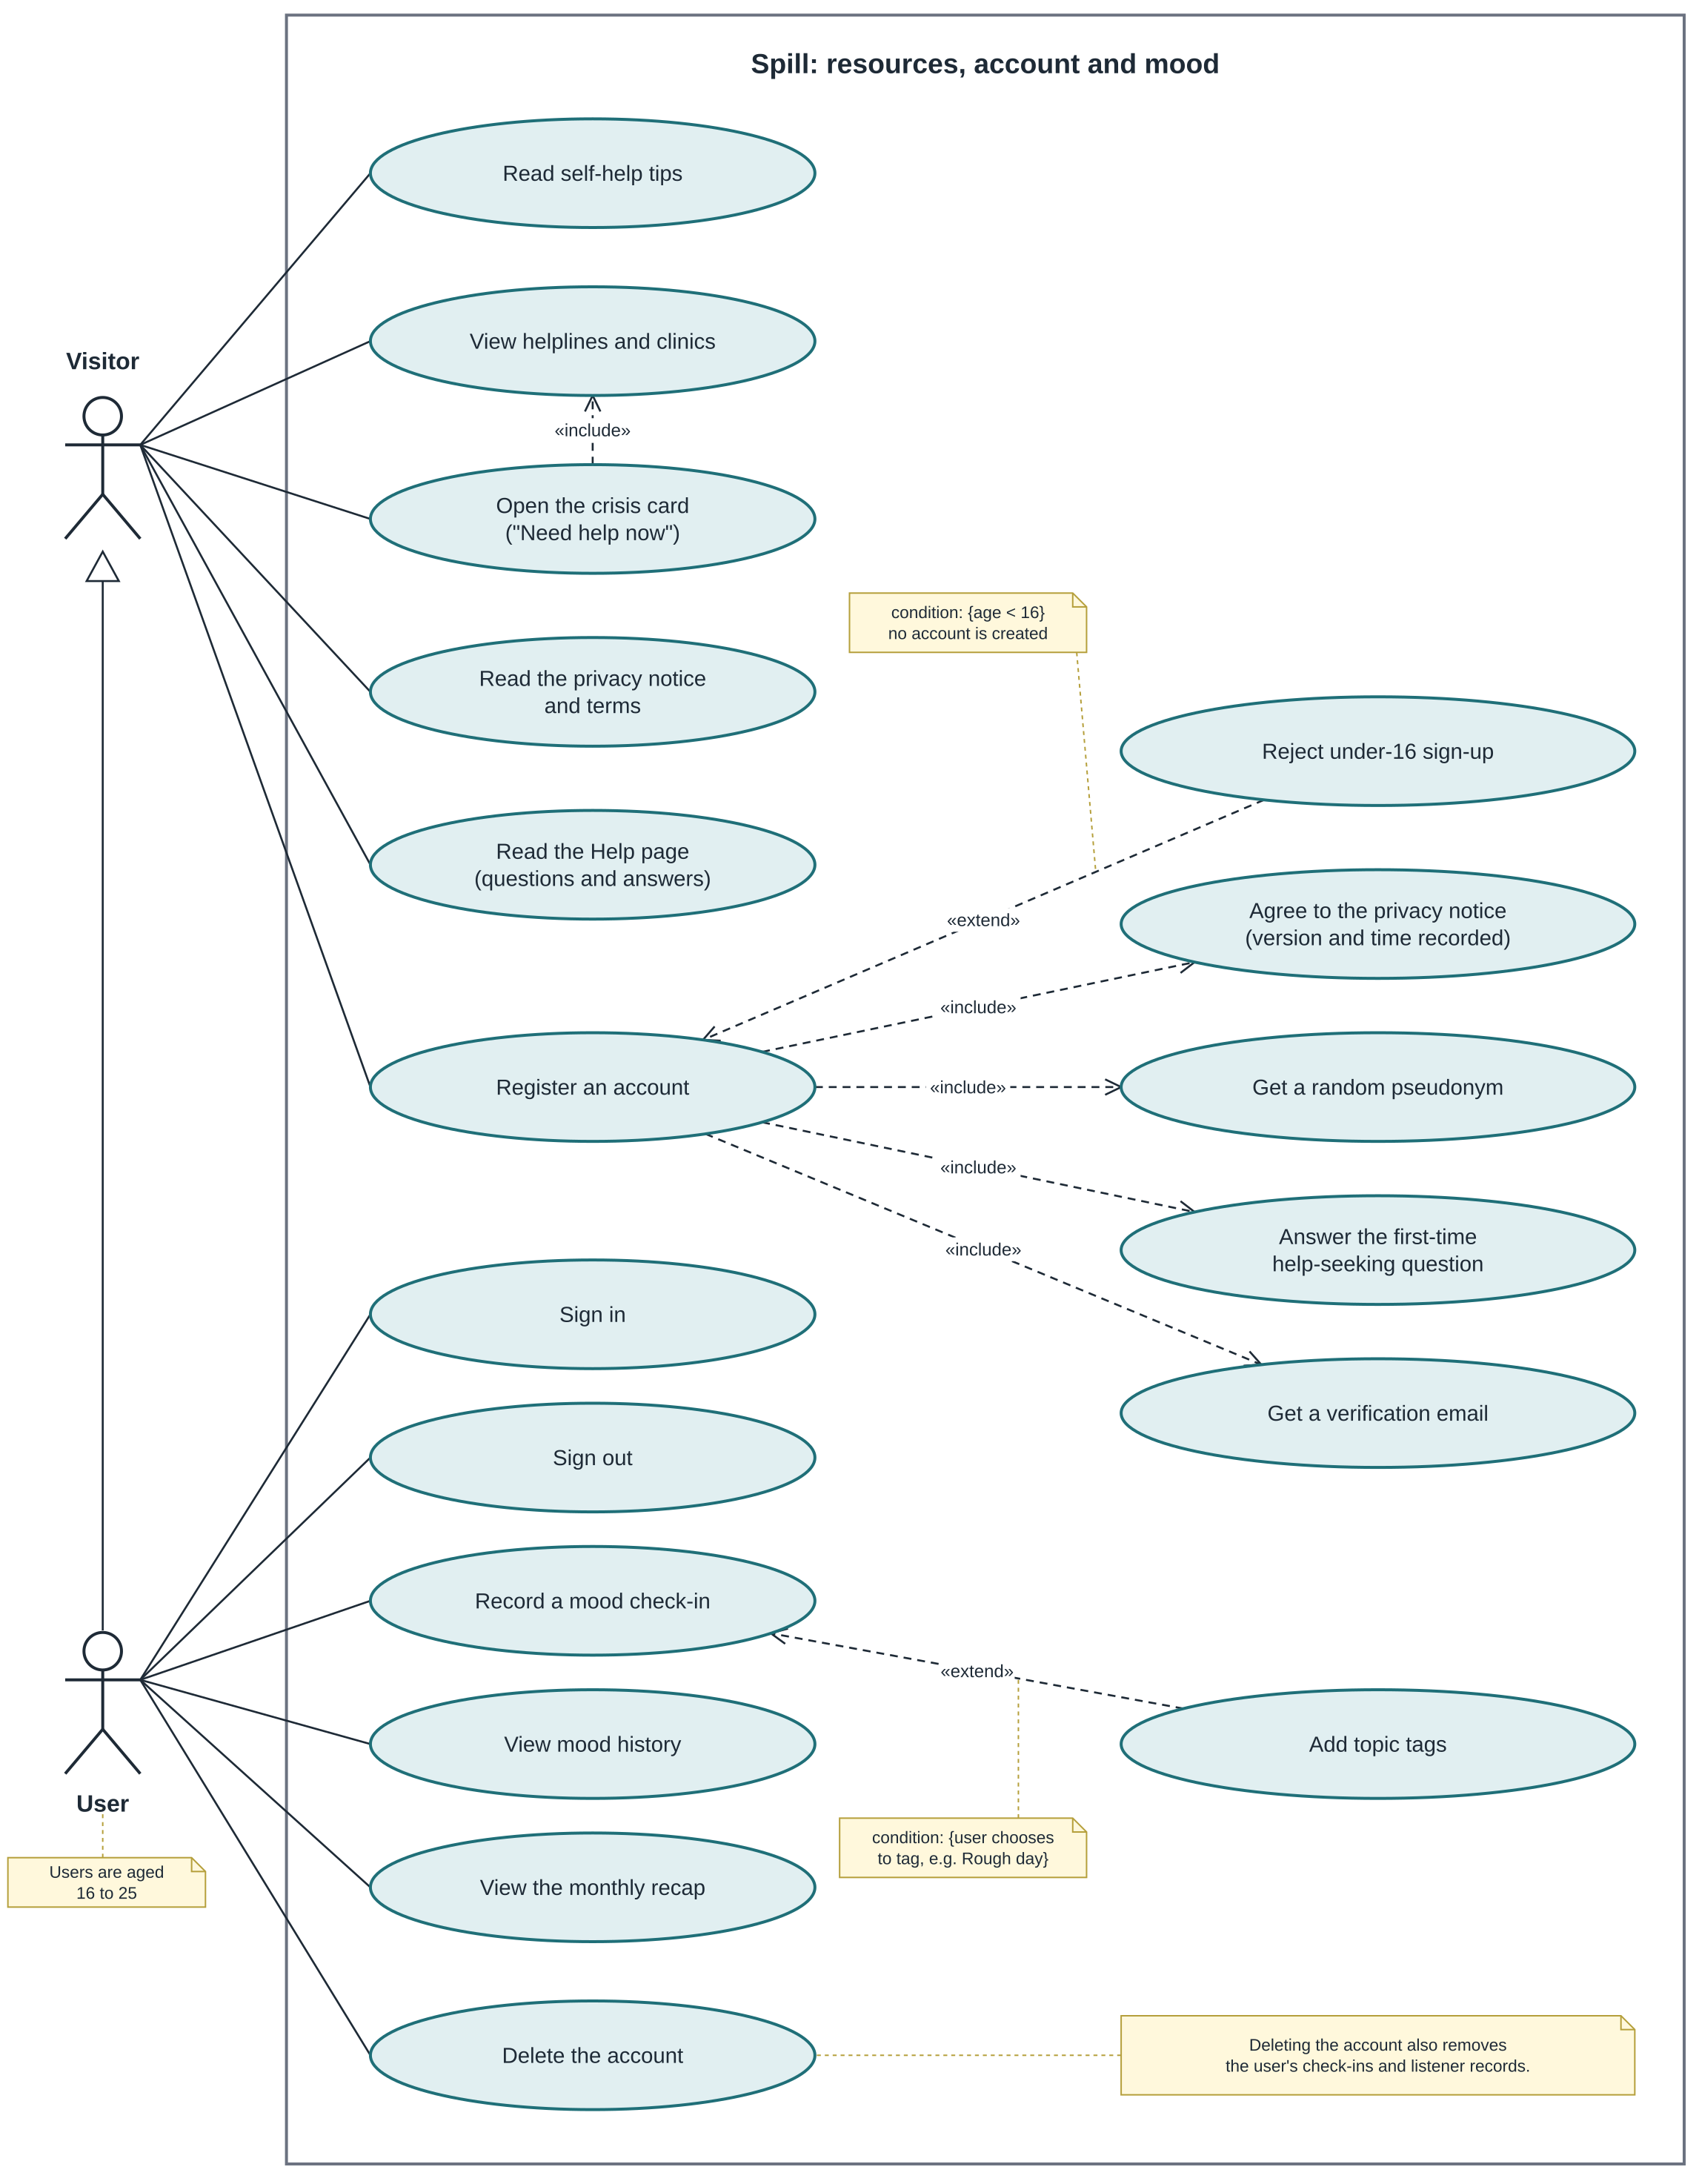 Spill: resources, account and mood
Read self-help tips
View helplines and clinics
Visitor
«include»
Open the crisis card
("Need help now")
condition: {age < 16}
no account is created
Read the privacy notice
and terms
Reject under-16 sign-up
Read the Help page
(questions and answers)
«extend»
Agree to the privacy notice
(version and time recorded)
«include»
Register an account
«include»
Get a random pseudonym
«include»
Answer the first-time
help-seeking question
«include»
Sign in
Get a verification email
Sign out
Record a mood check-in
«extend»
View mood history
Add topic tags
User
condition: {user chooses
to tag, e.g. Rough day}
Users are aged
16 to 25
View the monthly recap
Delete the account
Deleting the account also removes
the user's check-ins and listener records.